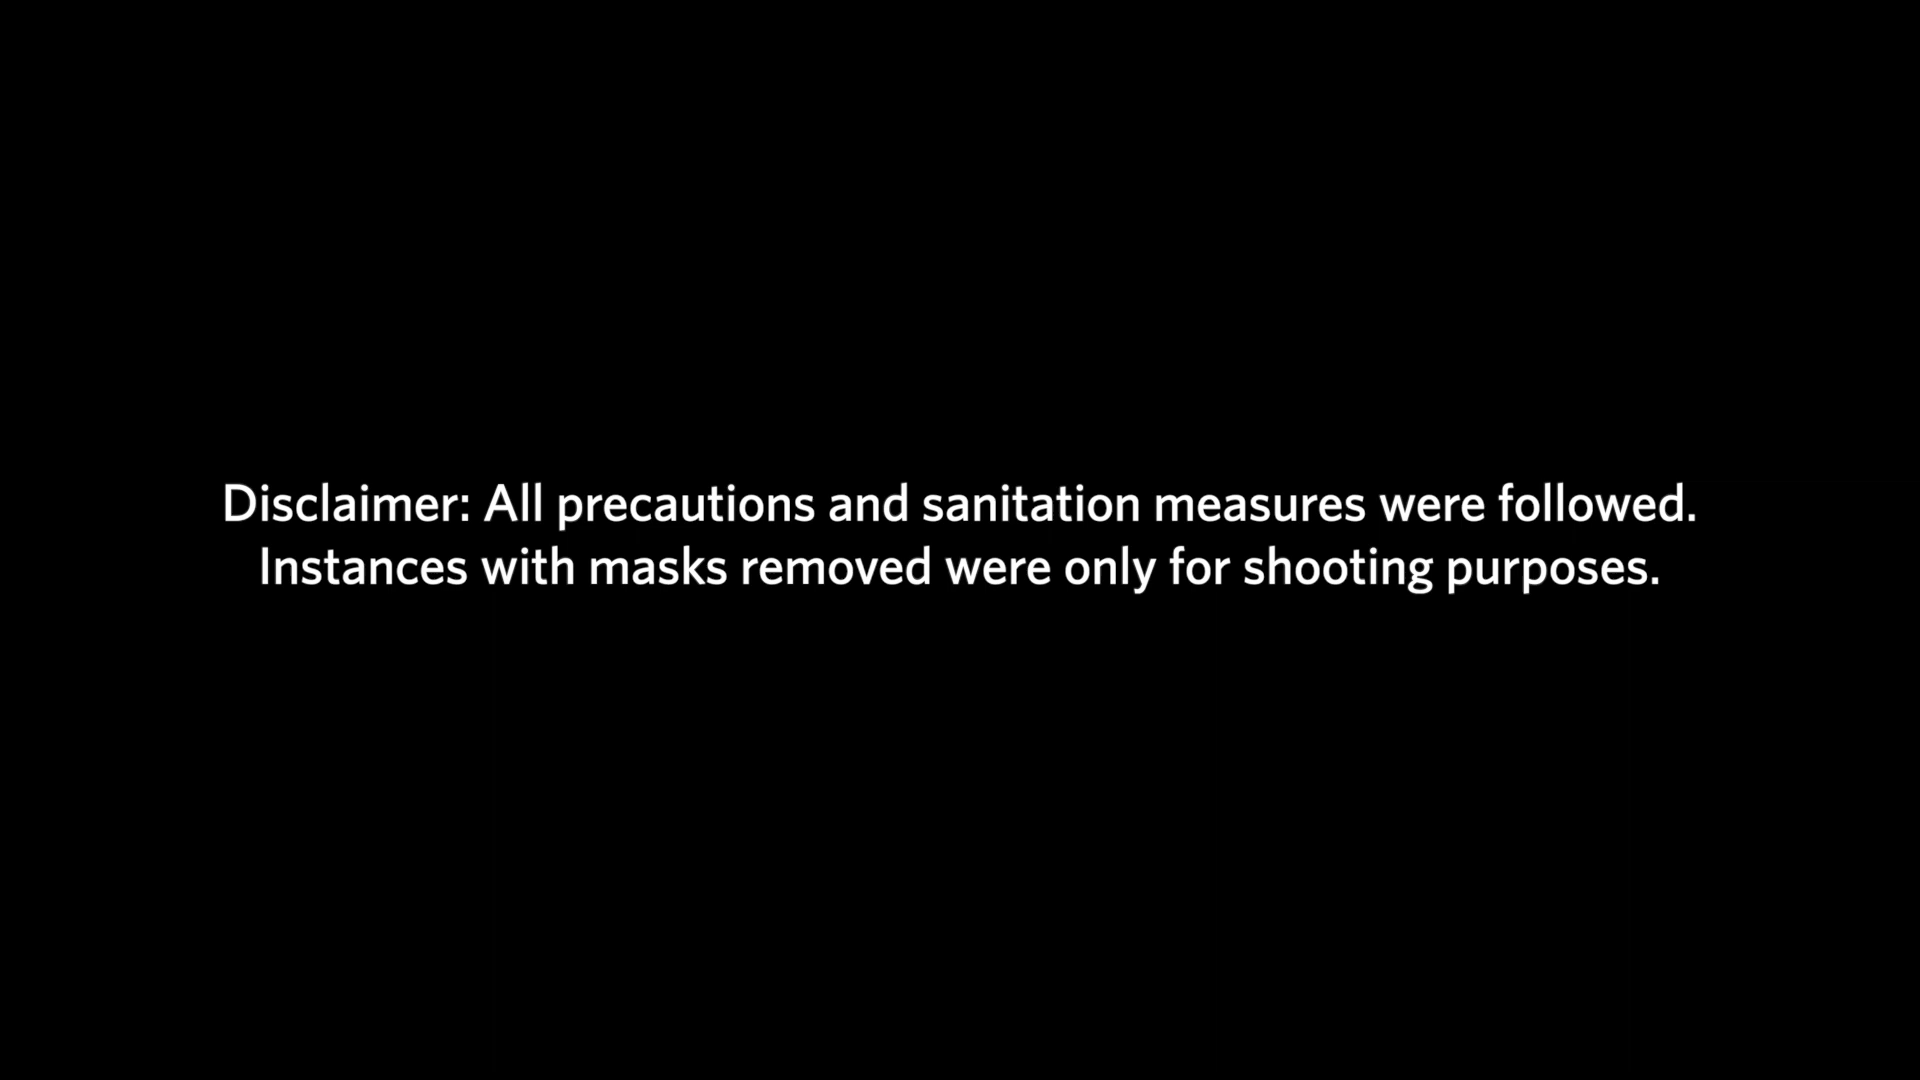 Disclaimer: All precautions and sanitation measures were followed.
Instances with masks removed were only for shooting purposes.